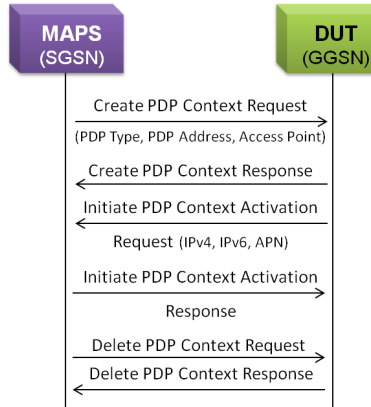 MAPS
(SGSN)
DUT
(GGSN)
Create PDP Context Request
(PDP Type, PDP Address, Access Point)
Create PDP Context Response
Initiate PDP Context Activation
Request (IPv4, IPv6, APN)
Initiate PDP Context Activation
Response
Delete PDP Context Request
Delete PDP Context Response